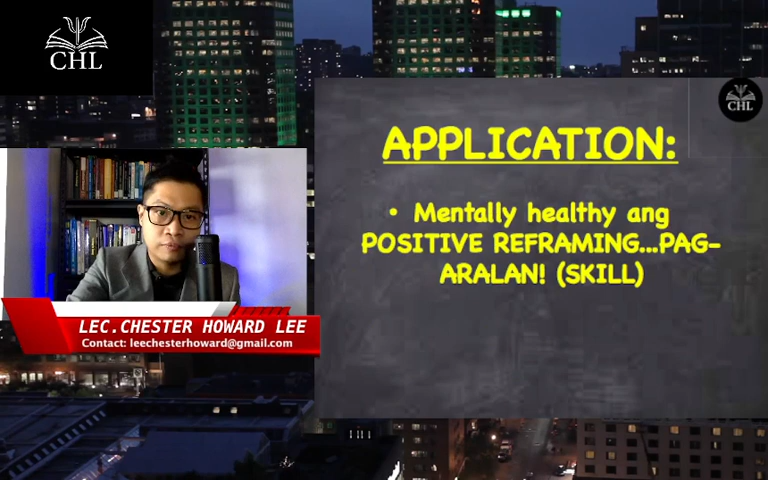 CHL
CHL
APPLICATION:
• Mentally healthy ang
POSITIVE REFRAMING...PAG-
ARALAN! (SKILL)
LEC.CHESTER HOWARD LEE
Contact: leechesterhoward@gmail.com